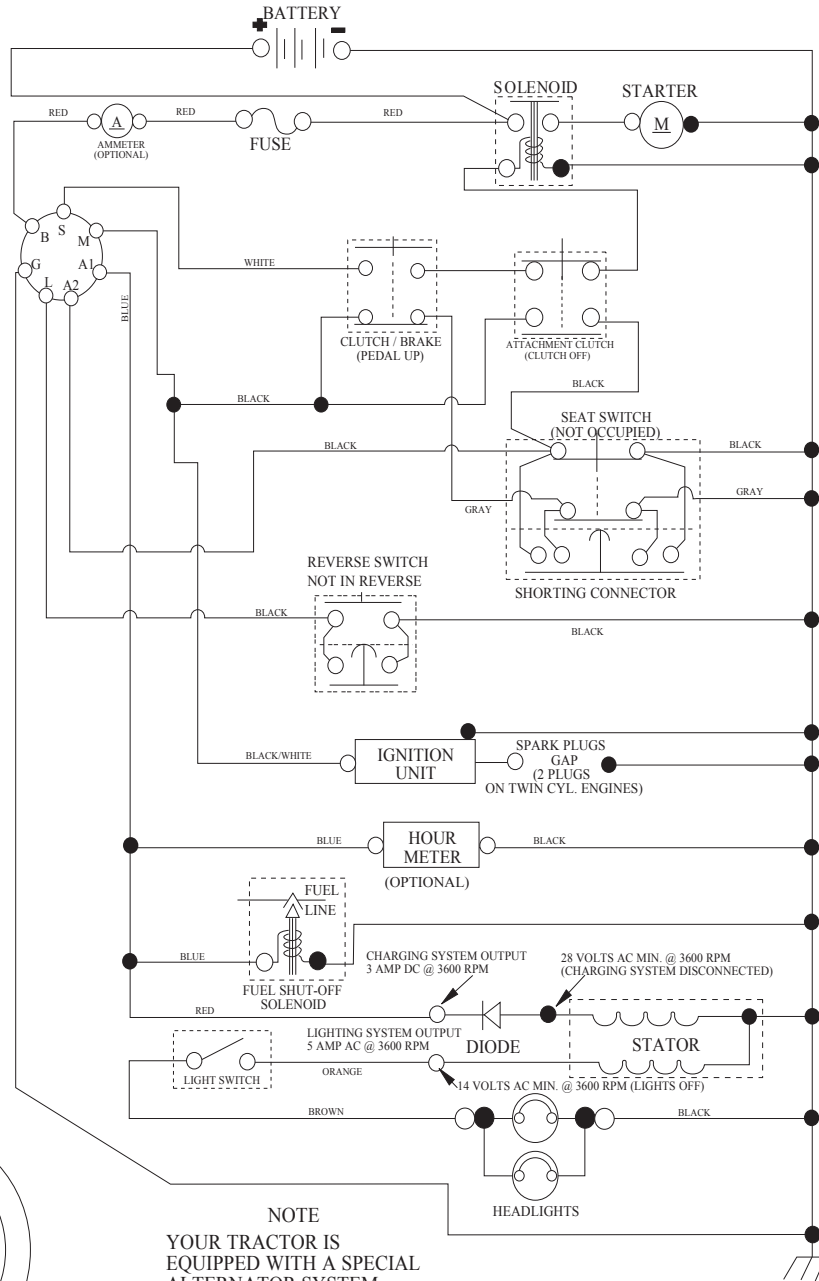 BATTERY
SOLENOID
STARTER
RED
A
RED
RED
M
AMMETER
(OPTIONAL)
FUSE
B
S
M
G
A1
L
A2
BLUE
WHITE
CLUTCH / BRAKE
(PEDAL UP)
ATTACHMENT CLUTCH
(CLUTCH OFF)
BLACK
BLACK
SEAT SWITCH
(NOT OCCUPIED)
BLACK
BLACK
GRAY
GRAY
SHORTING CONNECTOR
REVERSE SWITCH
NOT IN REVERSE
BLACK
BLACK
BLACK/WHITE
IGNITION
UNIT
SPARK PLUGS
GAP
(2 PLUGS
ON TWIN CYL. ENGINES)
BLUE
HOUR
METER
BLACK
(OPTIONAL)
FUEL
LINE
BLUE
FUEL SHUT-OFF
SOLENOID
CHARGING SYSTEM OUTPUT
3 AMP DC @ 3600 RPM
28 VOLTS AC MIN. @ 3600 RPM
(CHARGING SYSTEM DISCONNECTED)
RED
LIGHTING SYSTEM OUTPUT
5 AMP AC @ 3600 RPM
DIODE
STATOR
LIGHT SWITCH
ORANGE
14 VOLTS AC MIN. @ 3600 RPM (LIGHTS OFF)
BROWN
BLACK
HEADLIGHTS
NOTE
YOUR TRACTOR IS
EQUIPPED WITH A SPECIAL
ALTERNATOR SYSTEM